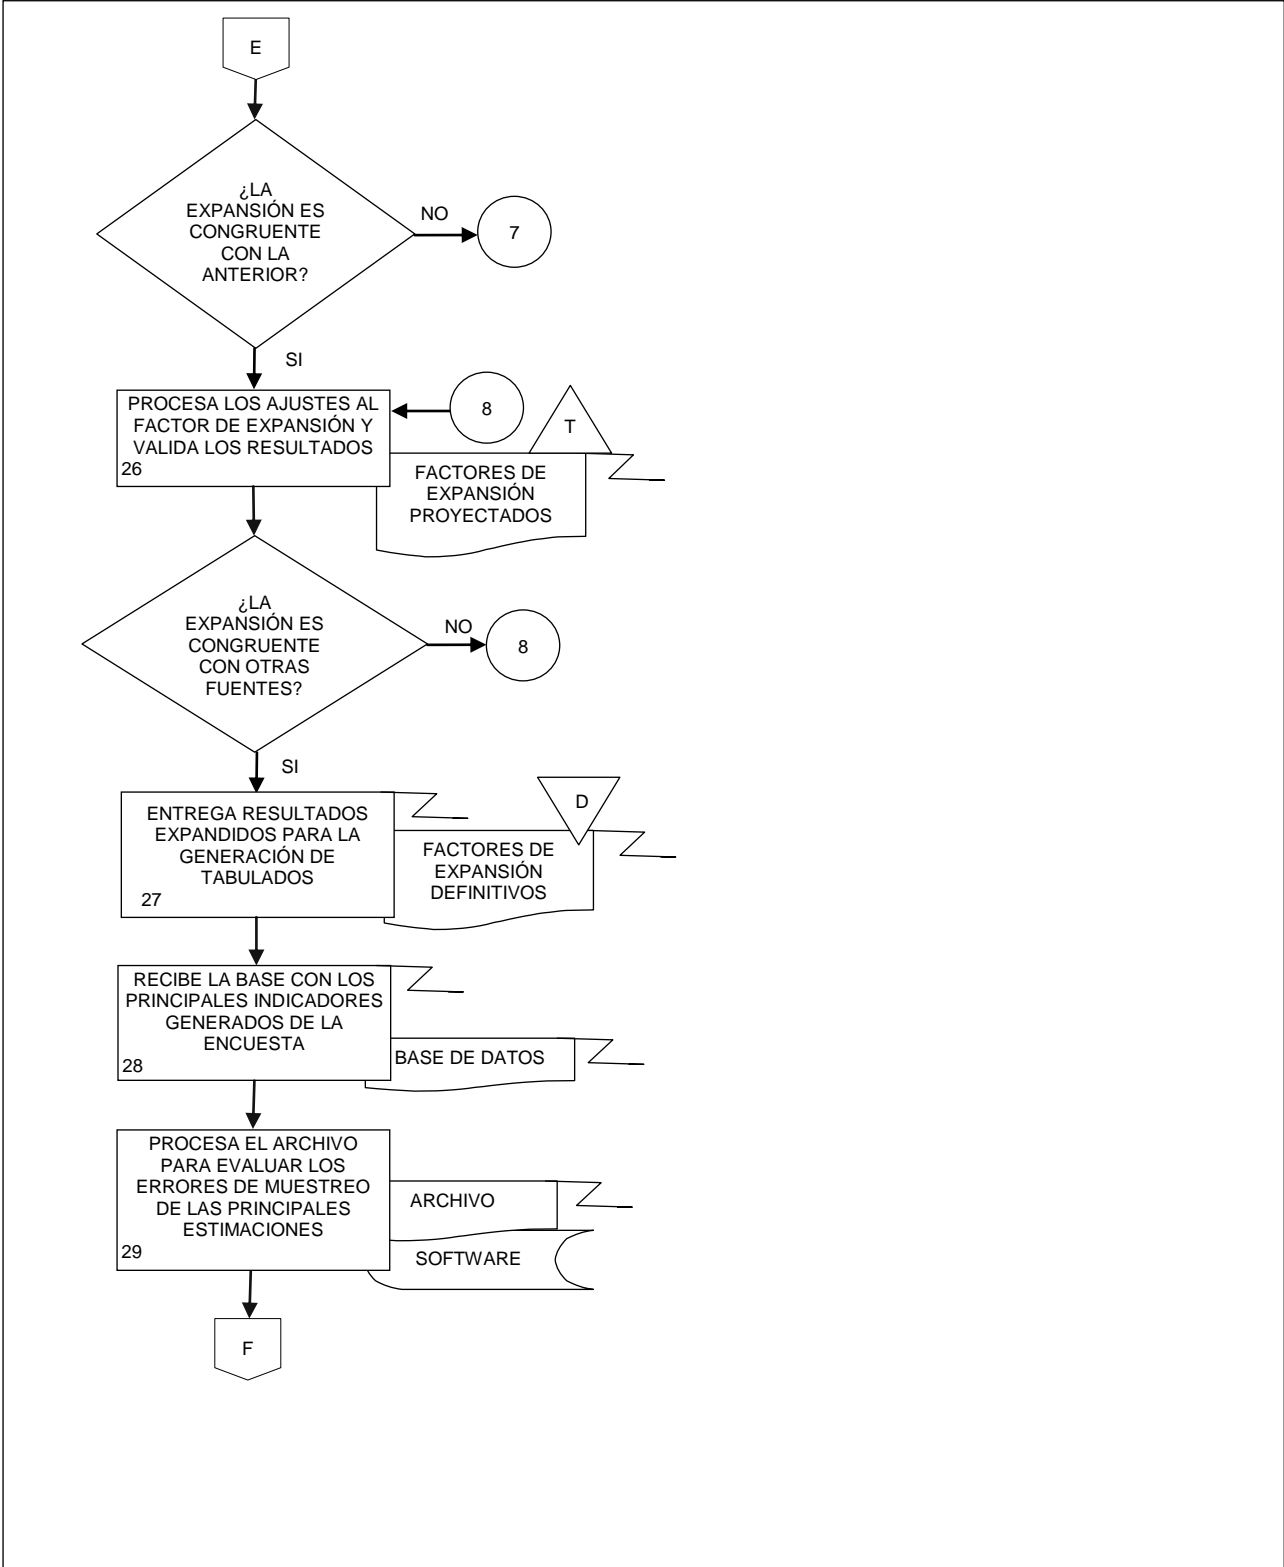 E
¿LA
EXPANSIÓN ES
CONGRUENTE
CON LA
ANTERIOR?
NO
7
SI
PROCESA LOS AJUSTES AL
FACTOR DE EXPANSIÓN Y
VALIDA LOS RESULTADOS
26
8
T
FACTORES DE
EXPANSIÓN
PROYECTADOS
¿LA
EXPANSIÓN ES
CONGRUENTE
CON OTRAS
FUENTES?
NO
8
SI
ENTREGA RESULTADOS
EXPANDIDOS PARA LA
GENERACIÓN DE
TABULADOS
27
D
FACTORES DE
EXPANSIÓN
DEFINITIVOS
RECIBE LA BASE CON LOS
PRINCIPALES INDICADORES
GENERADOS DE LA
ENCUESTA
28
BASE DE DATOS
PROCESA EL ARCHIVO
PARA EVALUAR LOS
ERRORES DE MUESTREO
DE LAS PRINCIPALES
ESTIMACIONES
29
ARCHIVO
SOFTWARE
F